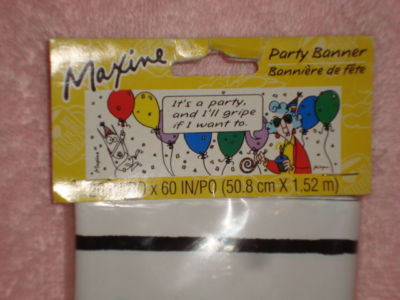 Maxine
Party Banner
Bannière de fête
It's a party,
and I'll gripe
if I want to.
x 60 IN/PO (50.8 cm X 1.52 m)